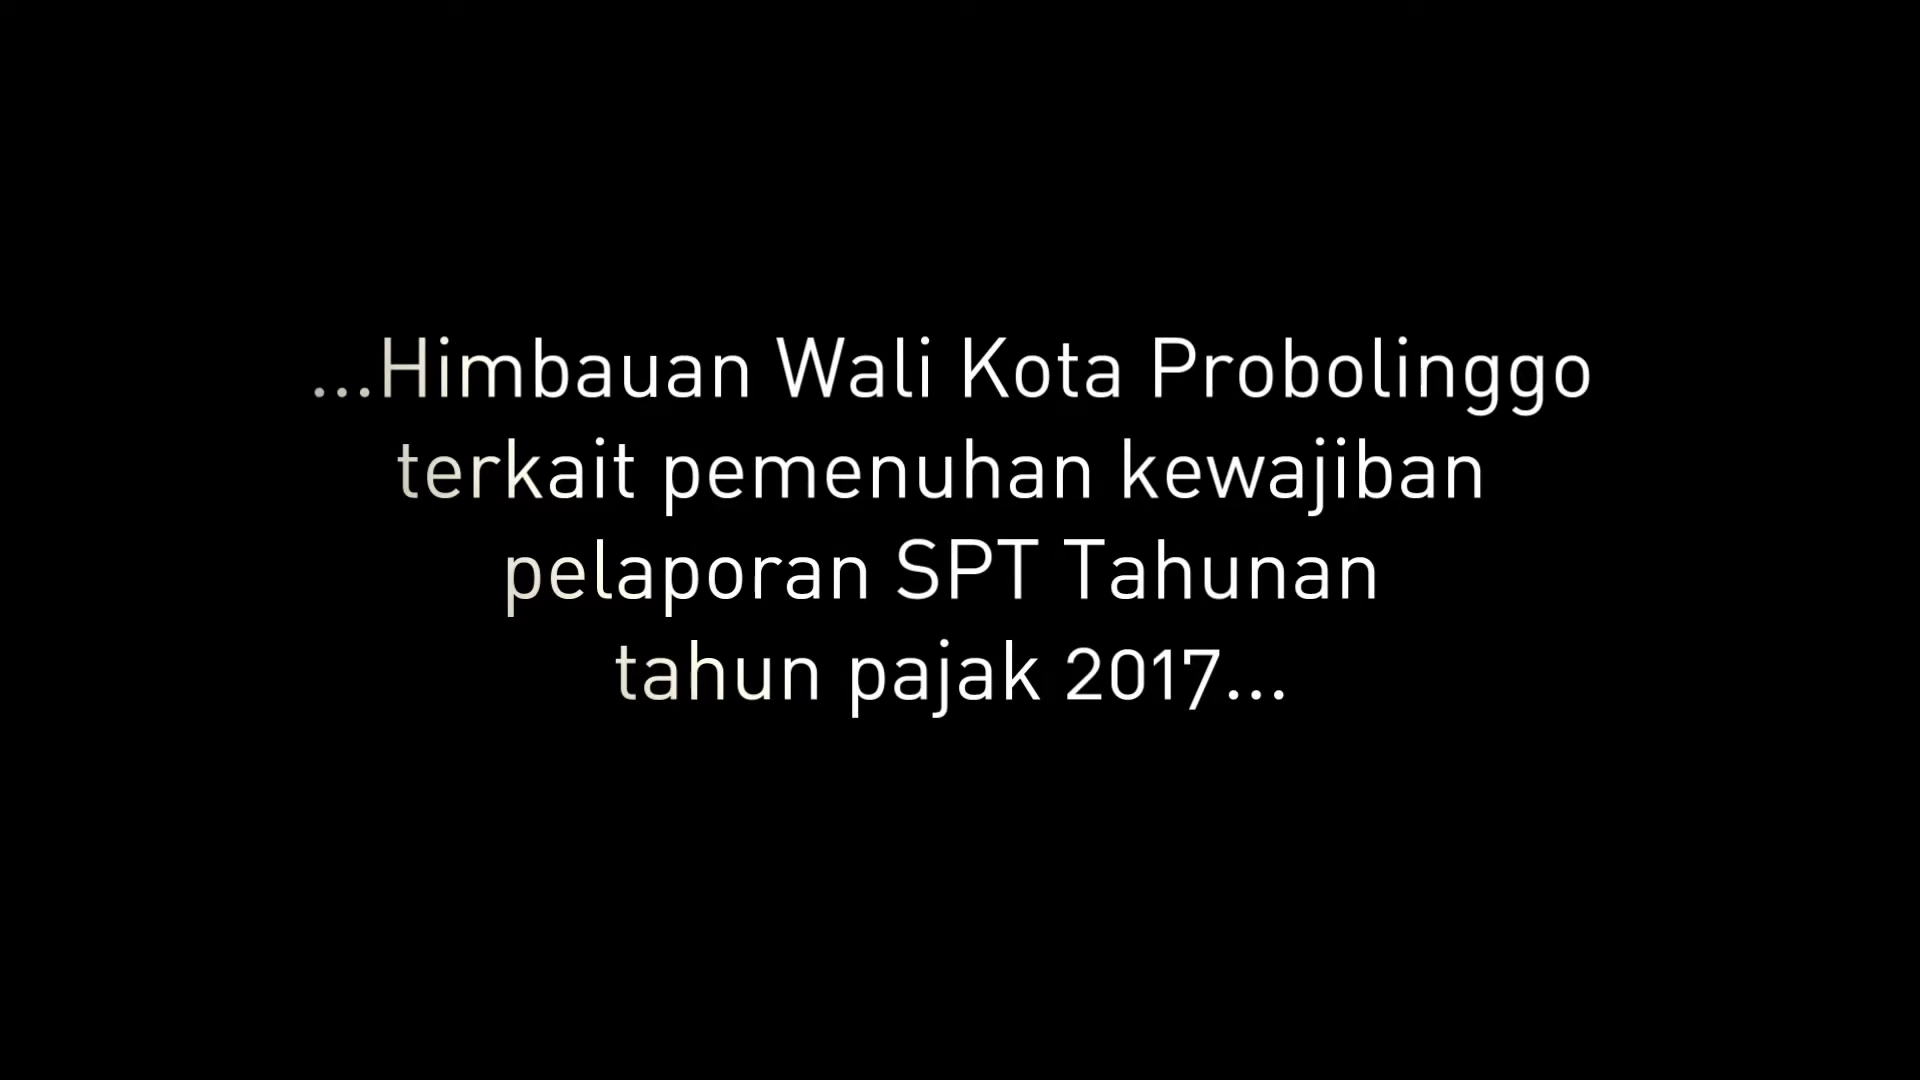 ...Himbauan Wali Kota Probolinggo
terkait pemenuhan kewajiban
pelaporan SPT Tahunan
tahun pajak 2017...